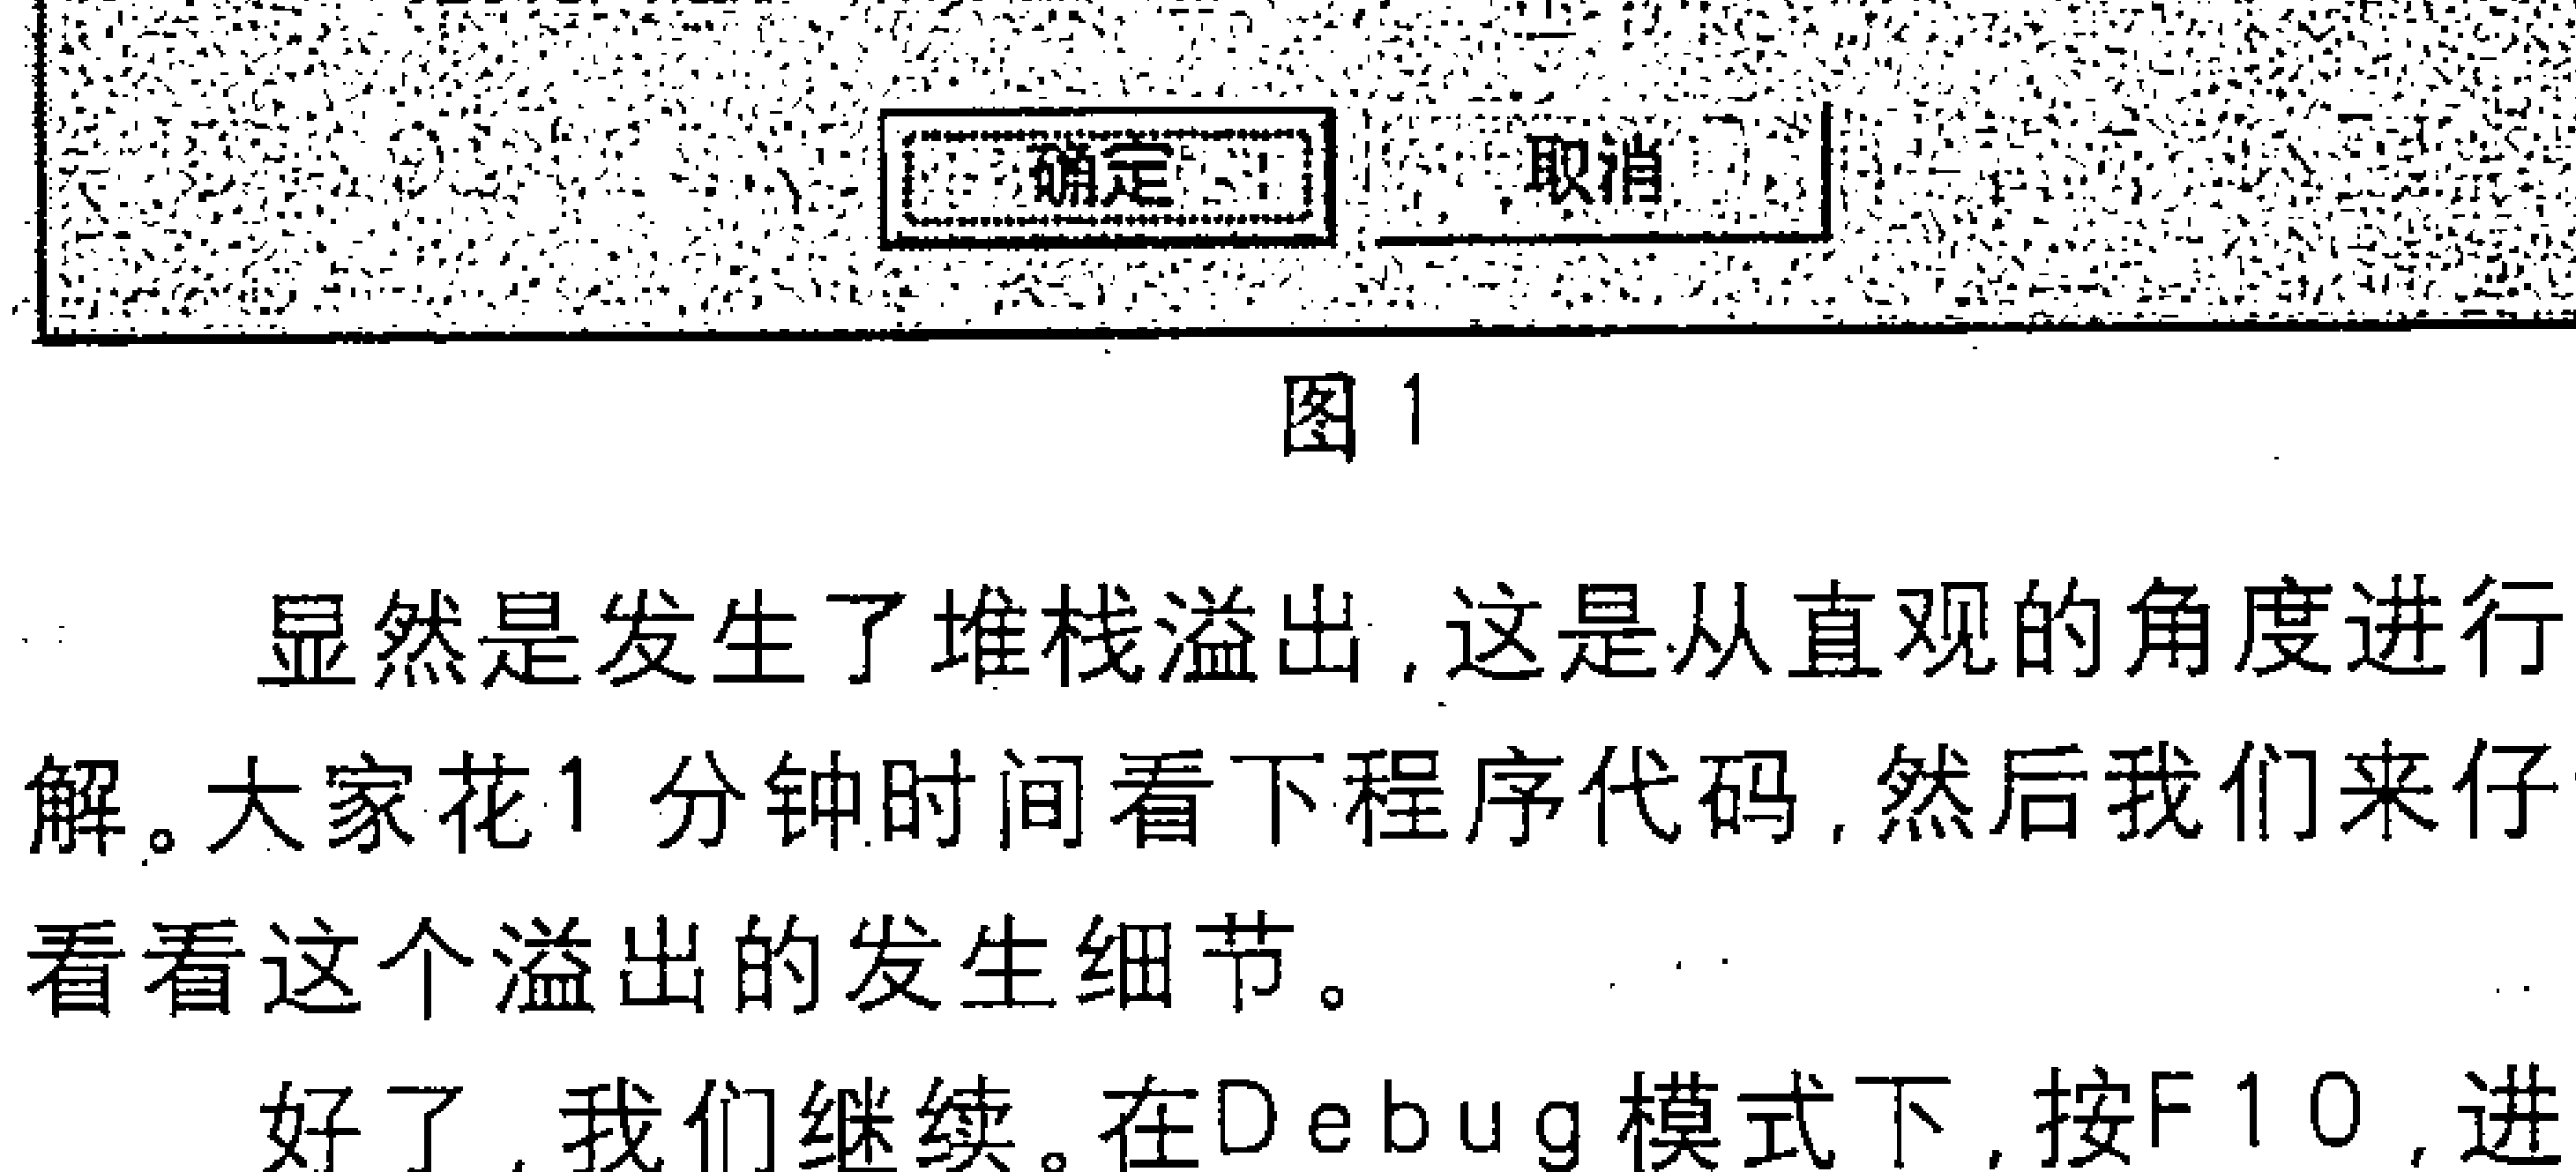 确定 取消
图1
显然是发生了堆栈溢出,这是从直观的角度进行
解。大家花1分钟时间看下程序代码,然后我们来仔
看看这个溢出的发生细节。
好了,我们继续。在Debug模式下,按F10,进